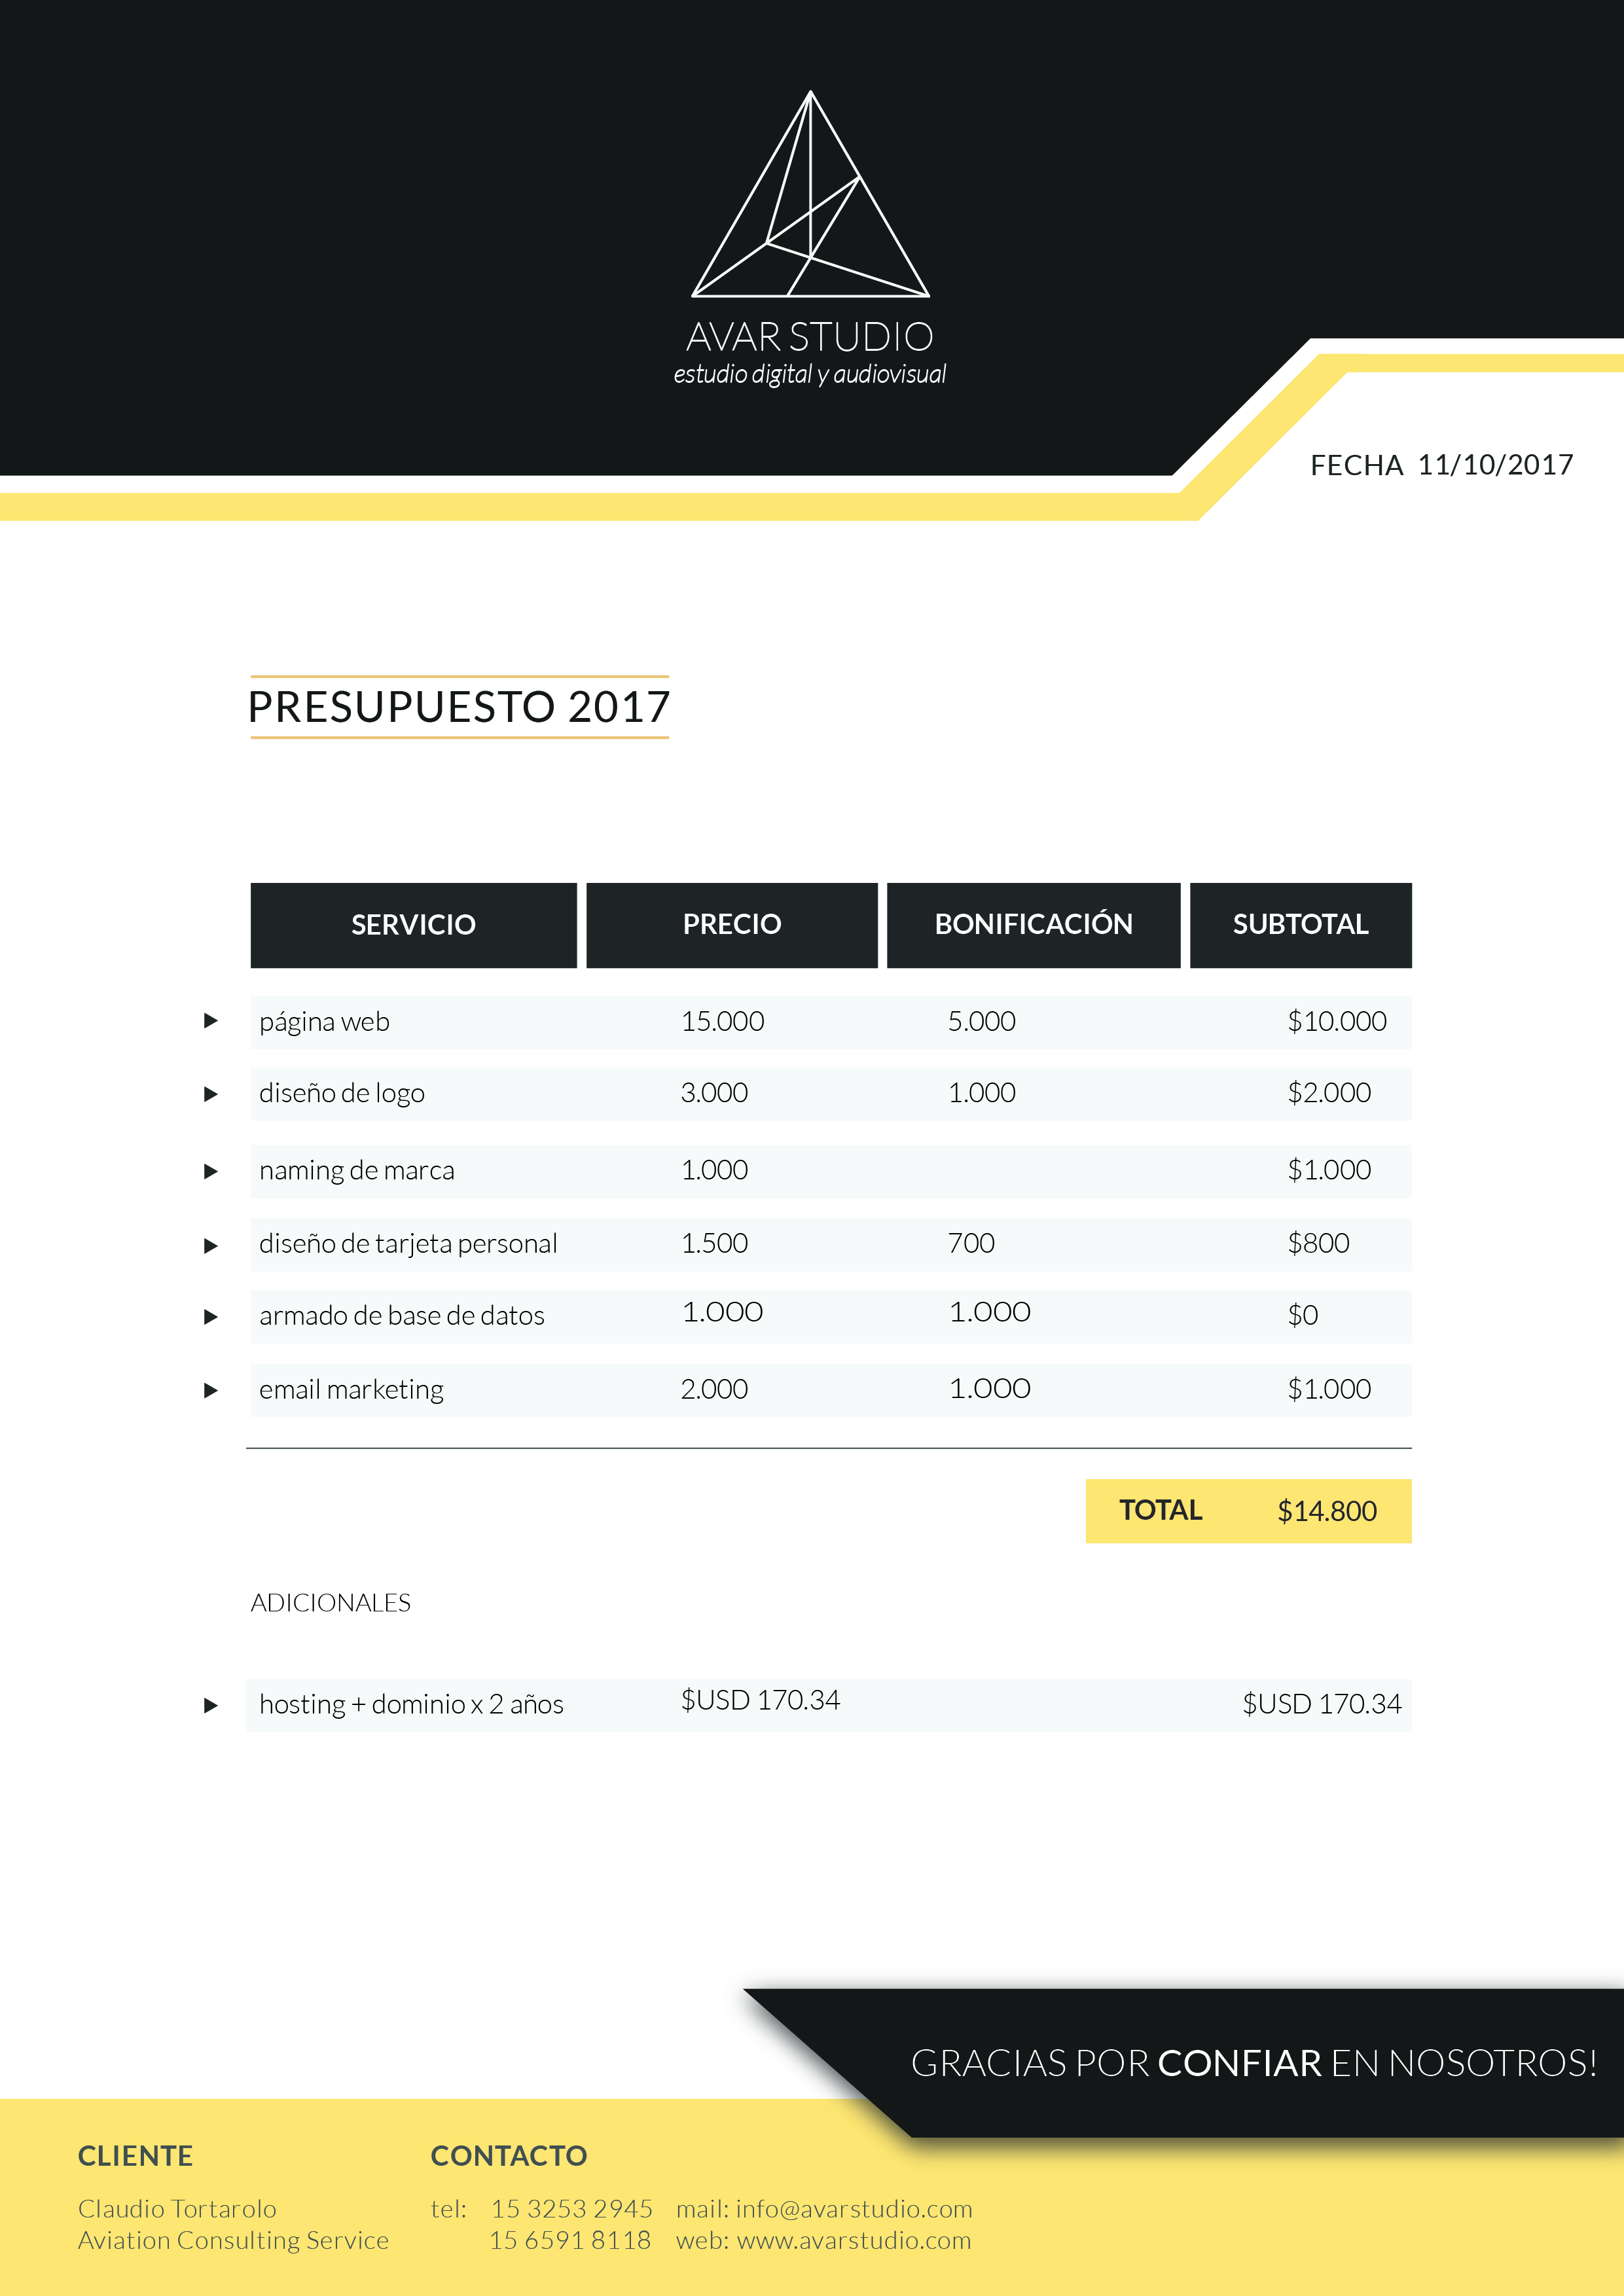 AVAR STUDIO
estudio digital y audiovisual
FECHA 11/10/2017
PRESUPUESTO 2017
SERVICIO PRECIO BONIFICACIÓN SUBTOTAL
página web 15.000 5.000 $10.000
diseño de logo 3.000 1.000 $2.000
naming de marca 1.000 $1.000
diseño de tarjeta personal 1.500 700 $800
armado de base de datos 1.000 1.000 $0
email marketing 2.000 1.000 $1.000
TOTAL $14.800
ADICIONALES
hosting + dominio x 2 años $USD 170.34 $USD 170.34
GRACIAS POR CONFIAR EN NOSOTROS!
CLIENTE CONTACTO
Claudio Tortarolo tel: 15 3253 2945 mail: info@avarstudio.com
Aviation Consulting Service 15 6591 8118 web: www.avarstudio.com